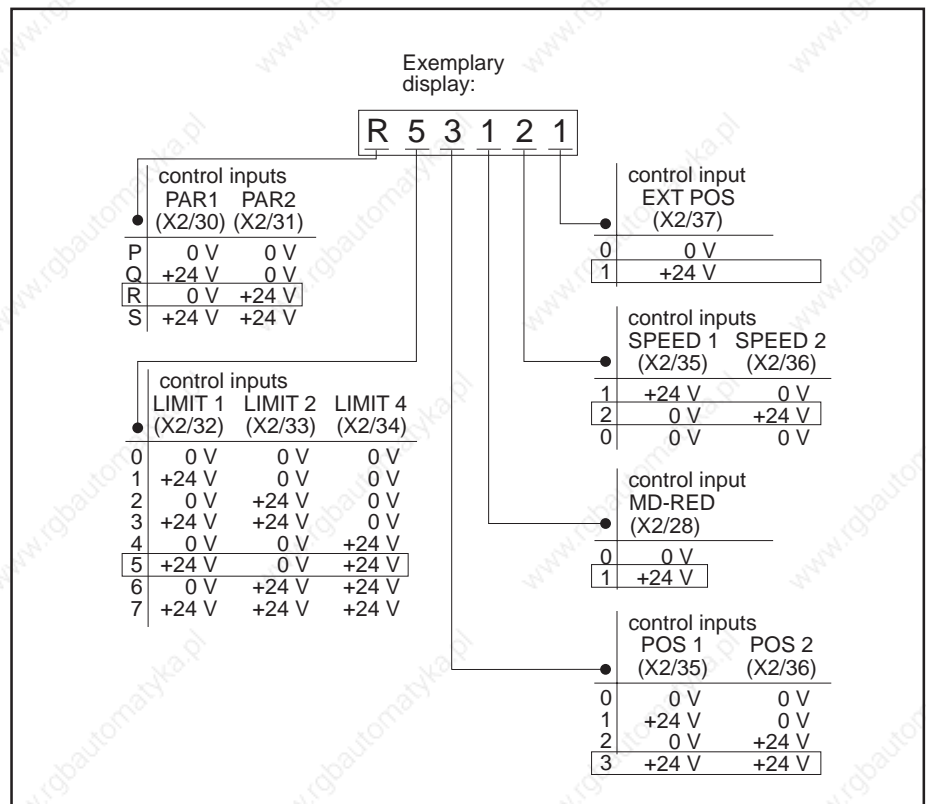 Exemplary
display:
R 5 3 1 2 1
control inputs
PAR1 PAR2
(X2/30) (X2/31)
P 0 V 0 V
Q +24 V 0 V
R 0 V +24 V
S +24 V +24 V
control inputs
LIMIT 1 LIMIT 2 LIMIT 4
(X2/32) (X2/33) (X2/34)
0 0 V 0 V 0 V
1 +24 V 0 V 0 V
2 0 V +24 V 0 V
3 +24 V +24 V 0 V
4 0 V 0 V +24 V
5 +24 V 0 V +24 V
6 0 V +24 V +24 V
7 +24 V +24 V +24 V
control input
EXT POS
(X2/37)
0 0 V
1 +24 V
control inputs
SPEED 1 SPEED 2
(X2/35) (X2/36)
1 +24 V 0 V
2 0 V +24 V
0 0 V 0 V
control input
MD-RED
(X2/28)
0 0 V
1 +24 V
control inputs
POS 1 POS 2
(X2/35) (X2/36)
0 0 V 0 V
1 +24 V 0 V
2 0 V +24 V
3 +24 V +24 V
www.rgbautomatyka.pl